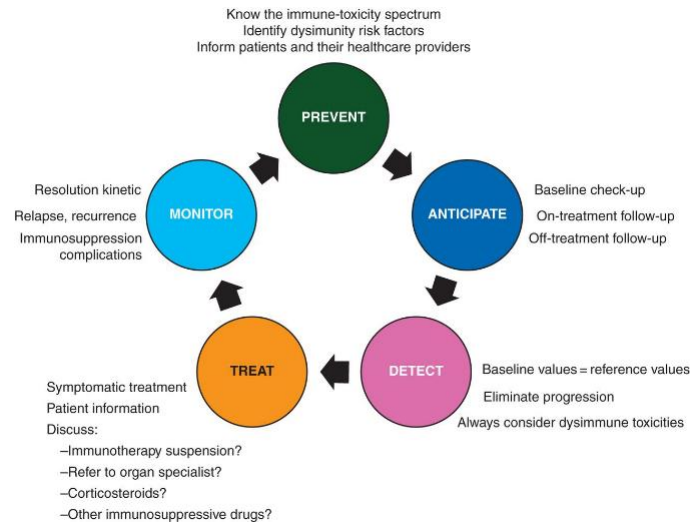 Know the immune-toxicity spectrum
Identify dysimunity risk factors
Inform patients and their healthcare providers
PREVENT
ANTICIPATE
Baseline check-up
On-treatment follow-up
Off-treatment follow-up
DETECT
Baseline values = reference values
Eliminate progression
Always consider dysimmune toxicities
TREAT
Symptomatic treatment
Patient information
Discuss:
–Immunotherapy suspension?
–Refer to organ specialist?
–Corticosteroids?
–Other immunosuppressive drugs?
MONITOR
Resolution kinetic
Relapse, recurrence
Immunosuppression
complications